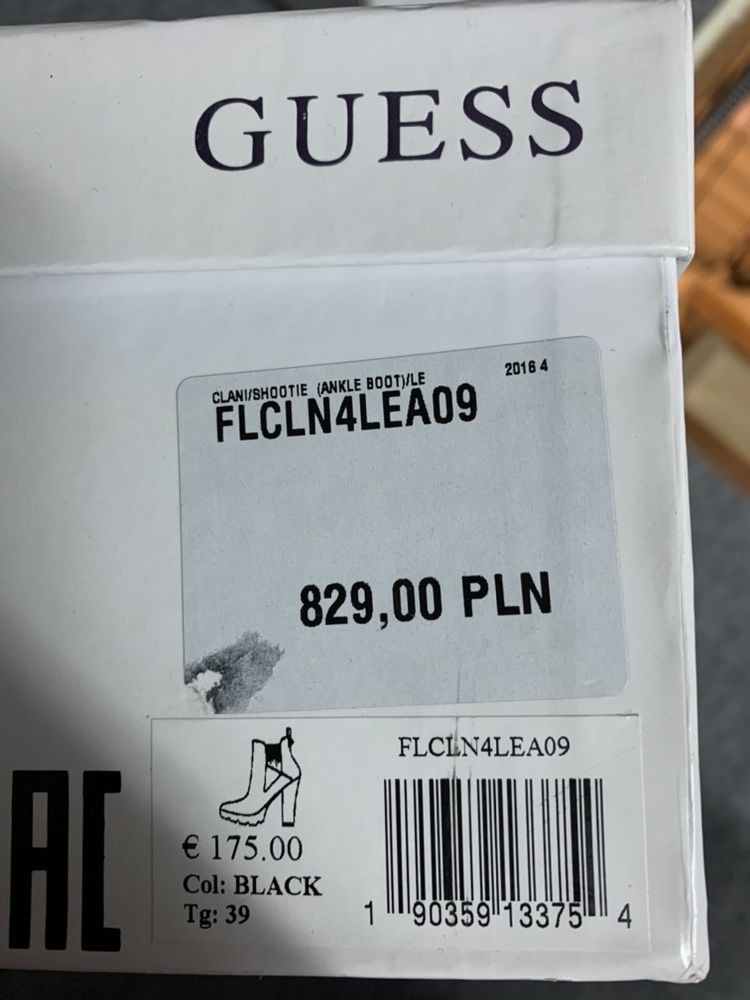 GUESS
CLANI/SHOOTIE (ANKLE BOOT)/LE 2016 4
FLCLN4LEA09
829,00 PLN
FLCLN4LEA09
€ 175.00
Col: BLACK
Tg: 39
1 90359 13375 4